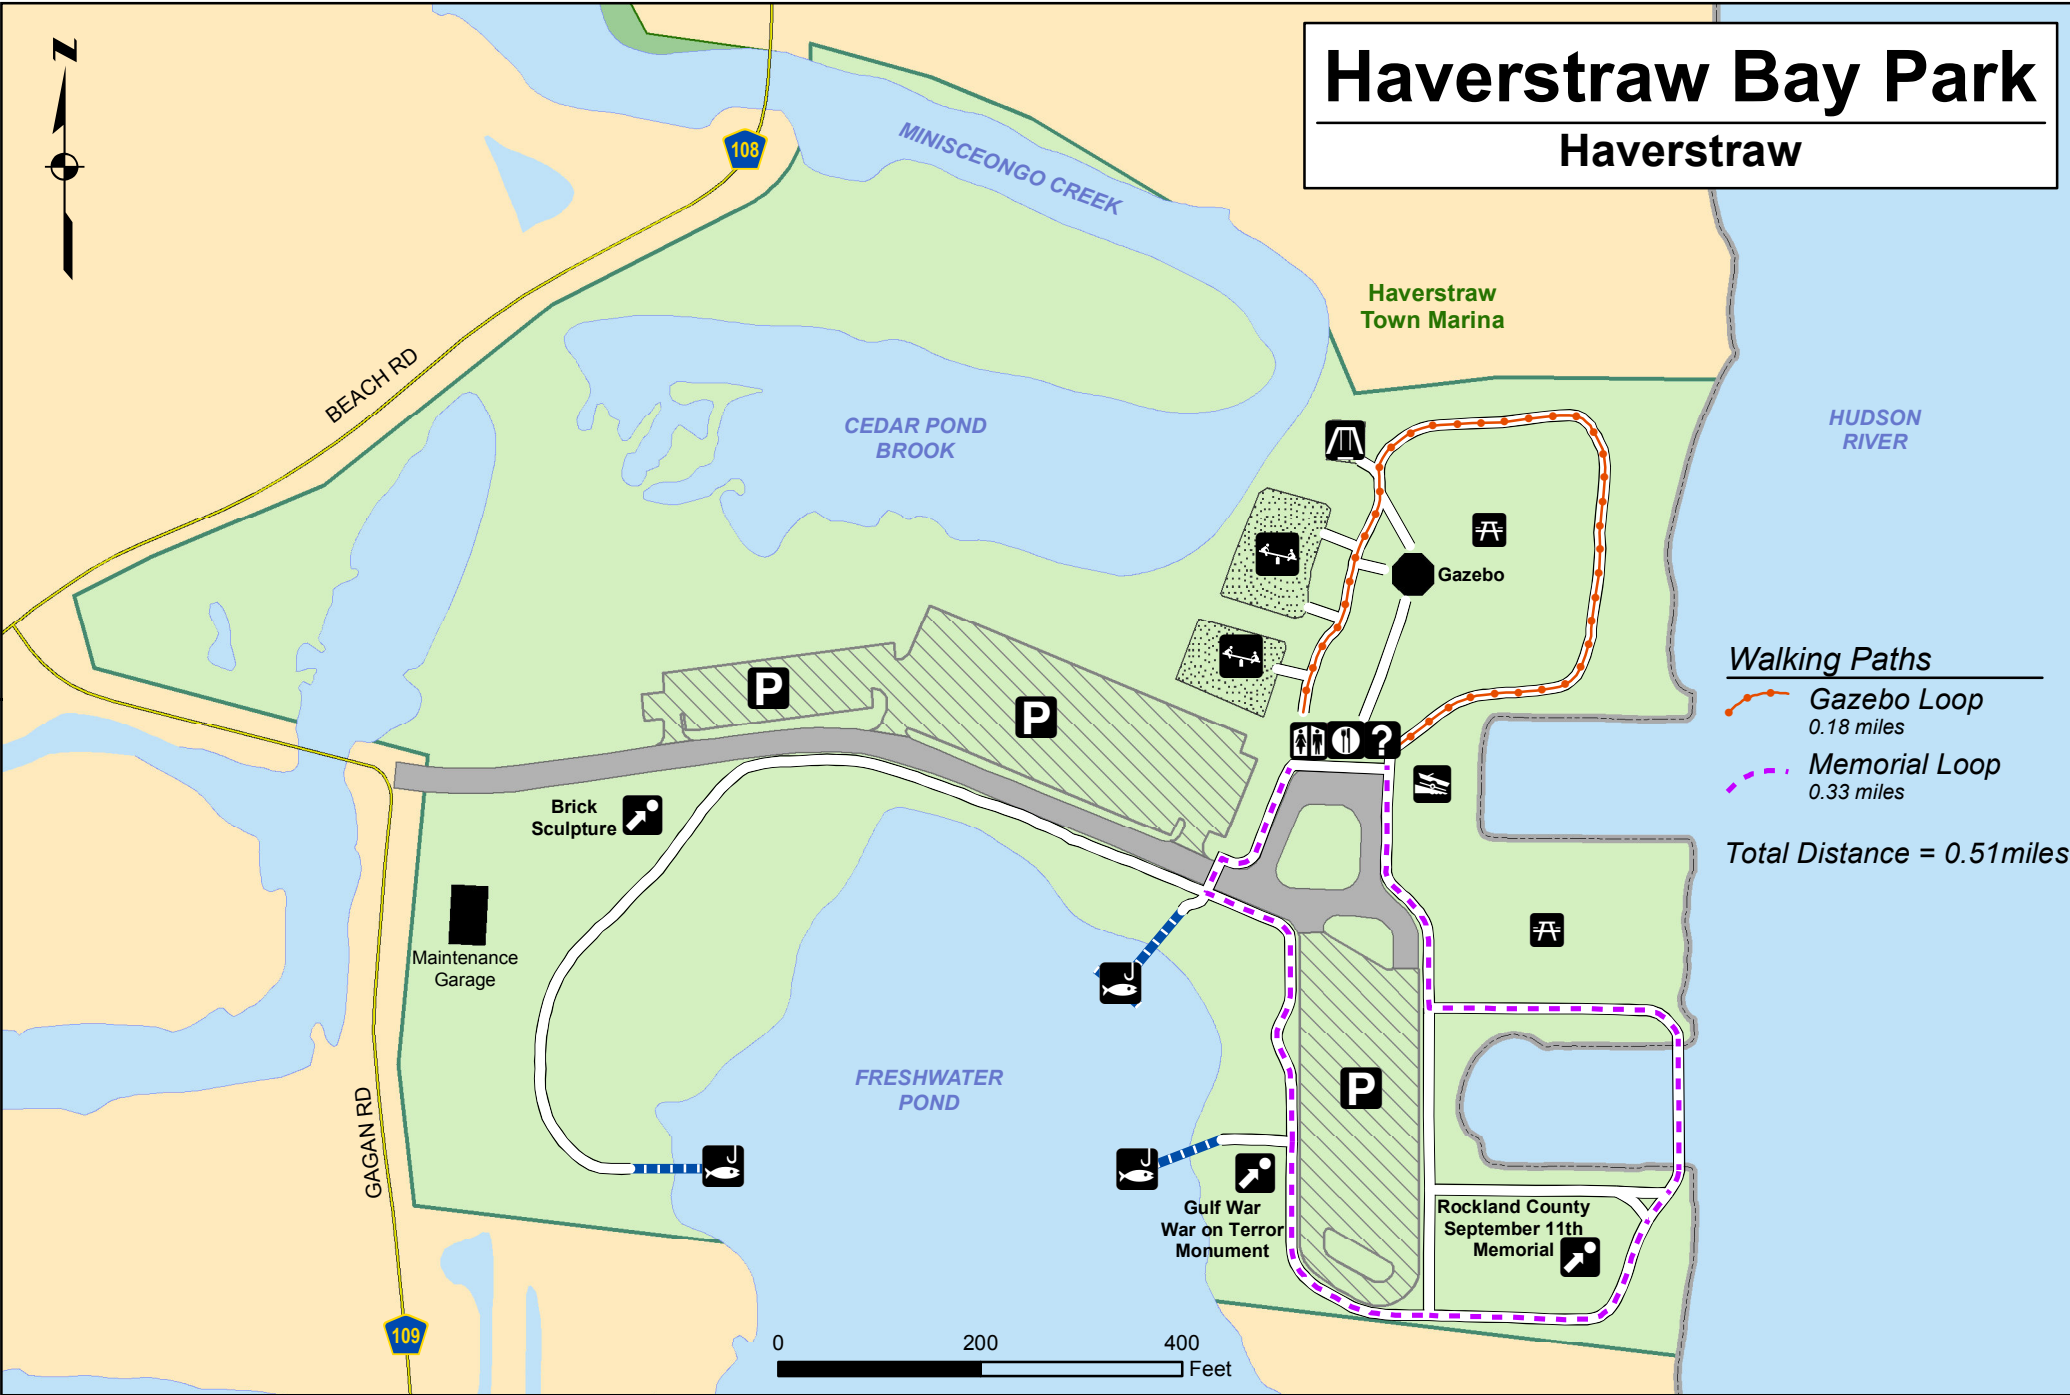 Haverstraw Bay Park
Haverstraw
N
108
MINISCEONGO CREEK
Haverstraw
Town Marina
BEACH RD
CEDAR POND
BROOK
HUDSON
RIVER
Gazebo
Walking Paths
Gazebo Loop
0.18 miles
Memorial Loop
0.33 miles
Total Distance = 0.51miles
P
P
?
Brick
Sculpture
Maintenance
Garage
FRESHWATER
POND
P
GAGAN RD
Gulf War
War on Terror
Monument
Rockland County
September 11th
Memorial
109
0 200 400
Feet